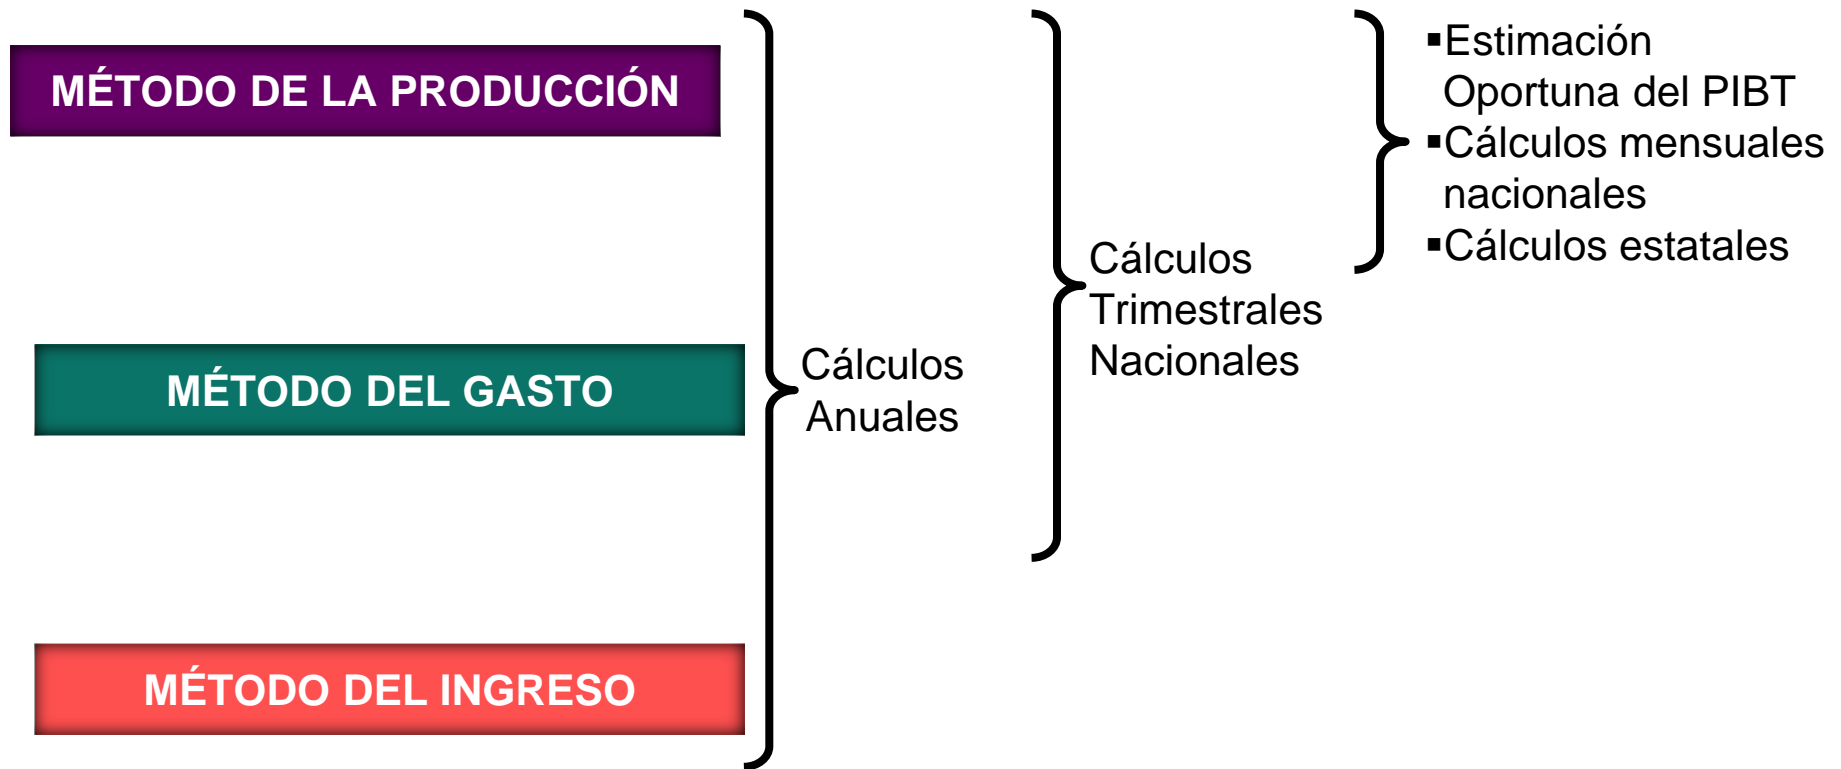 MÉTODO DE LA PRODUCCIÓN
MÉTODO DEL GASTO
MÉTODO DEL INGRESO
Cálculos
Anuales
Cálculos
Trimestrales
Nacionales
▪Estimación
Oportuna del PIBT
▪Cálculos mensuales
nacionales
▪Cálculos estatales